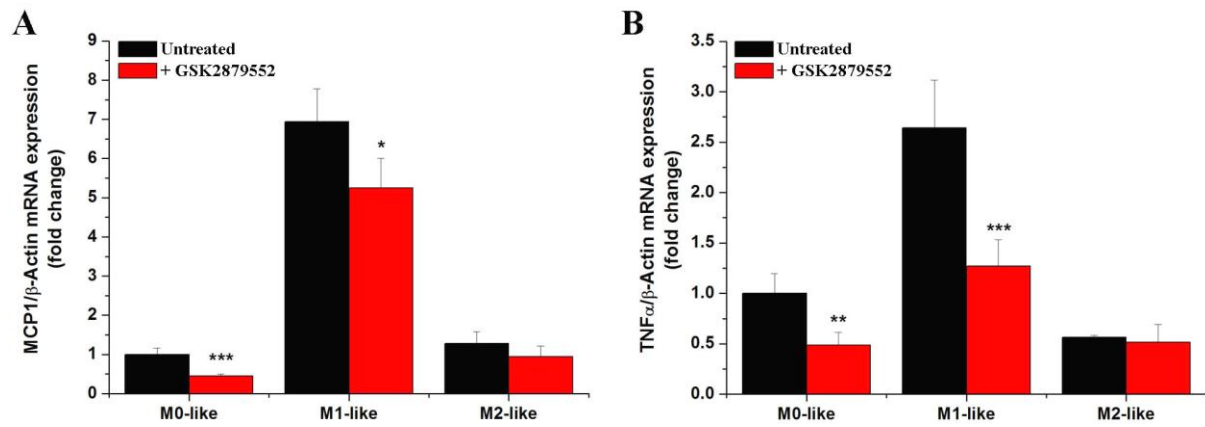 A
MCP1/β-Actin mRNA expression
(fold change)
9
8
7
6
5
4
3
2
1
0
Untreated
+ GSK2879552
***
*
M0-like
M1-like
M2-like
B
TNFα/β-Actin mRNA expression
(fold change)
3.5
3.0
2.5
2.0
1.5
1.0
0.5
0.0
Untreated
+ GSK2879552
**
***
M0-like
M1-like
M2-like